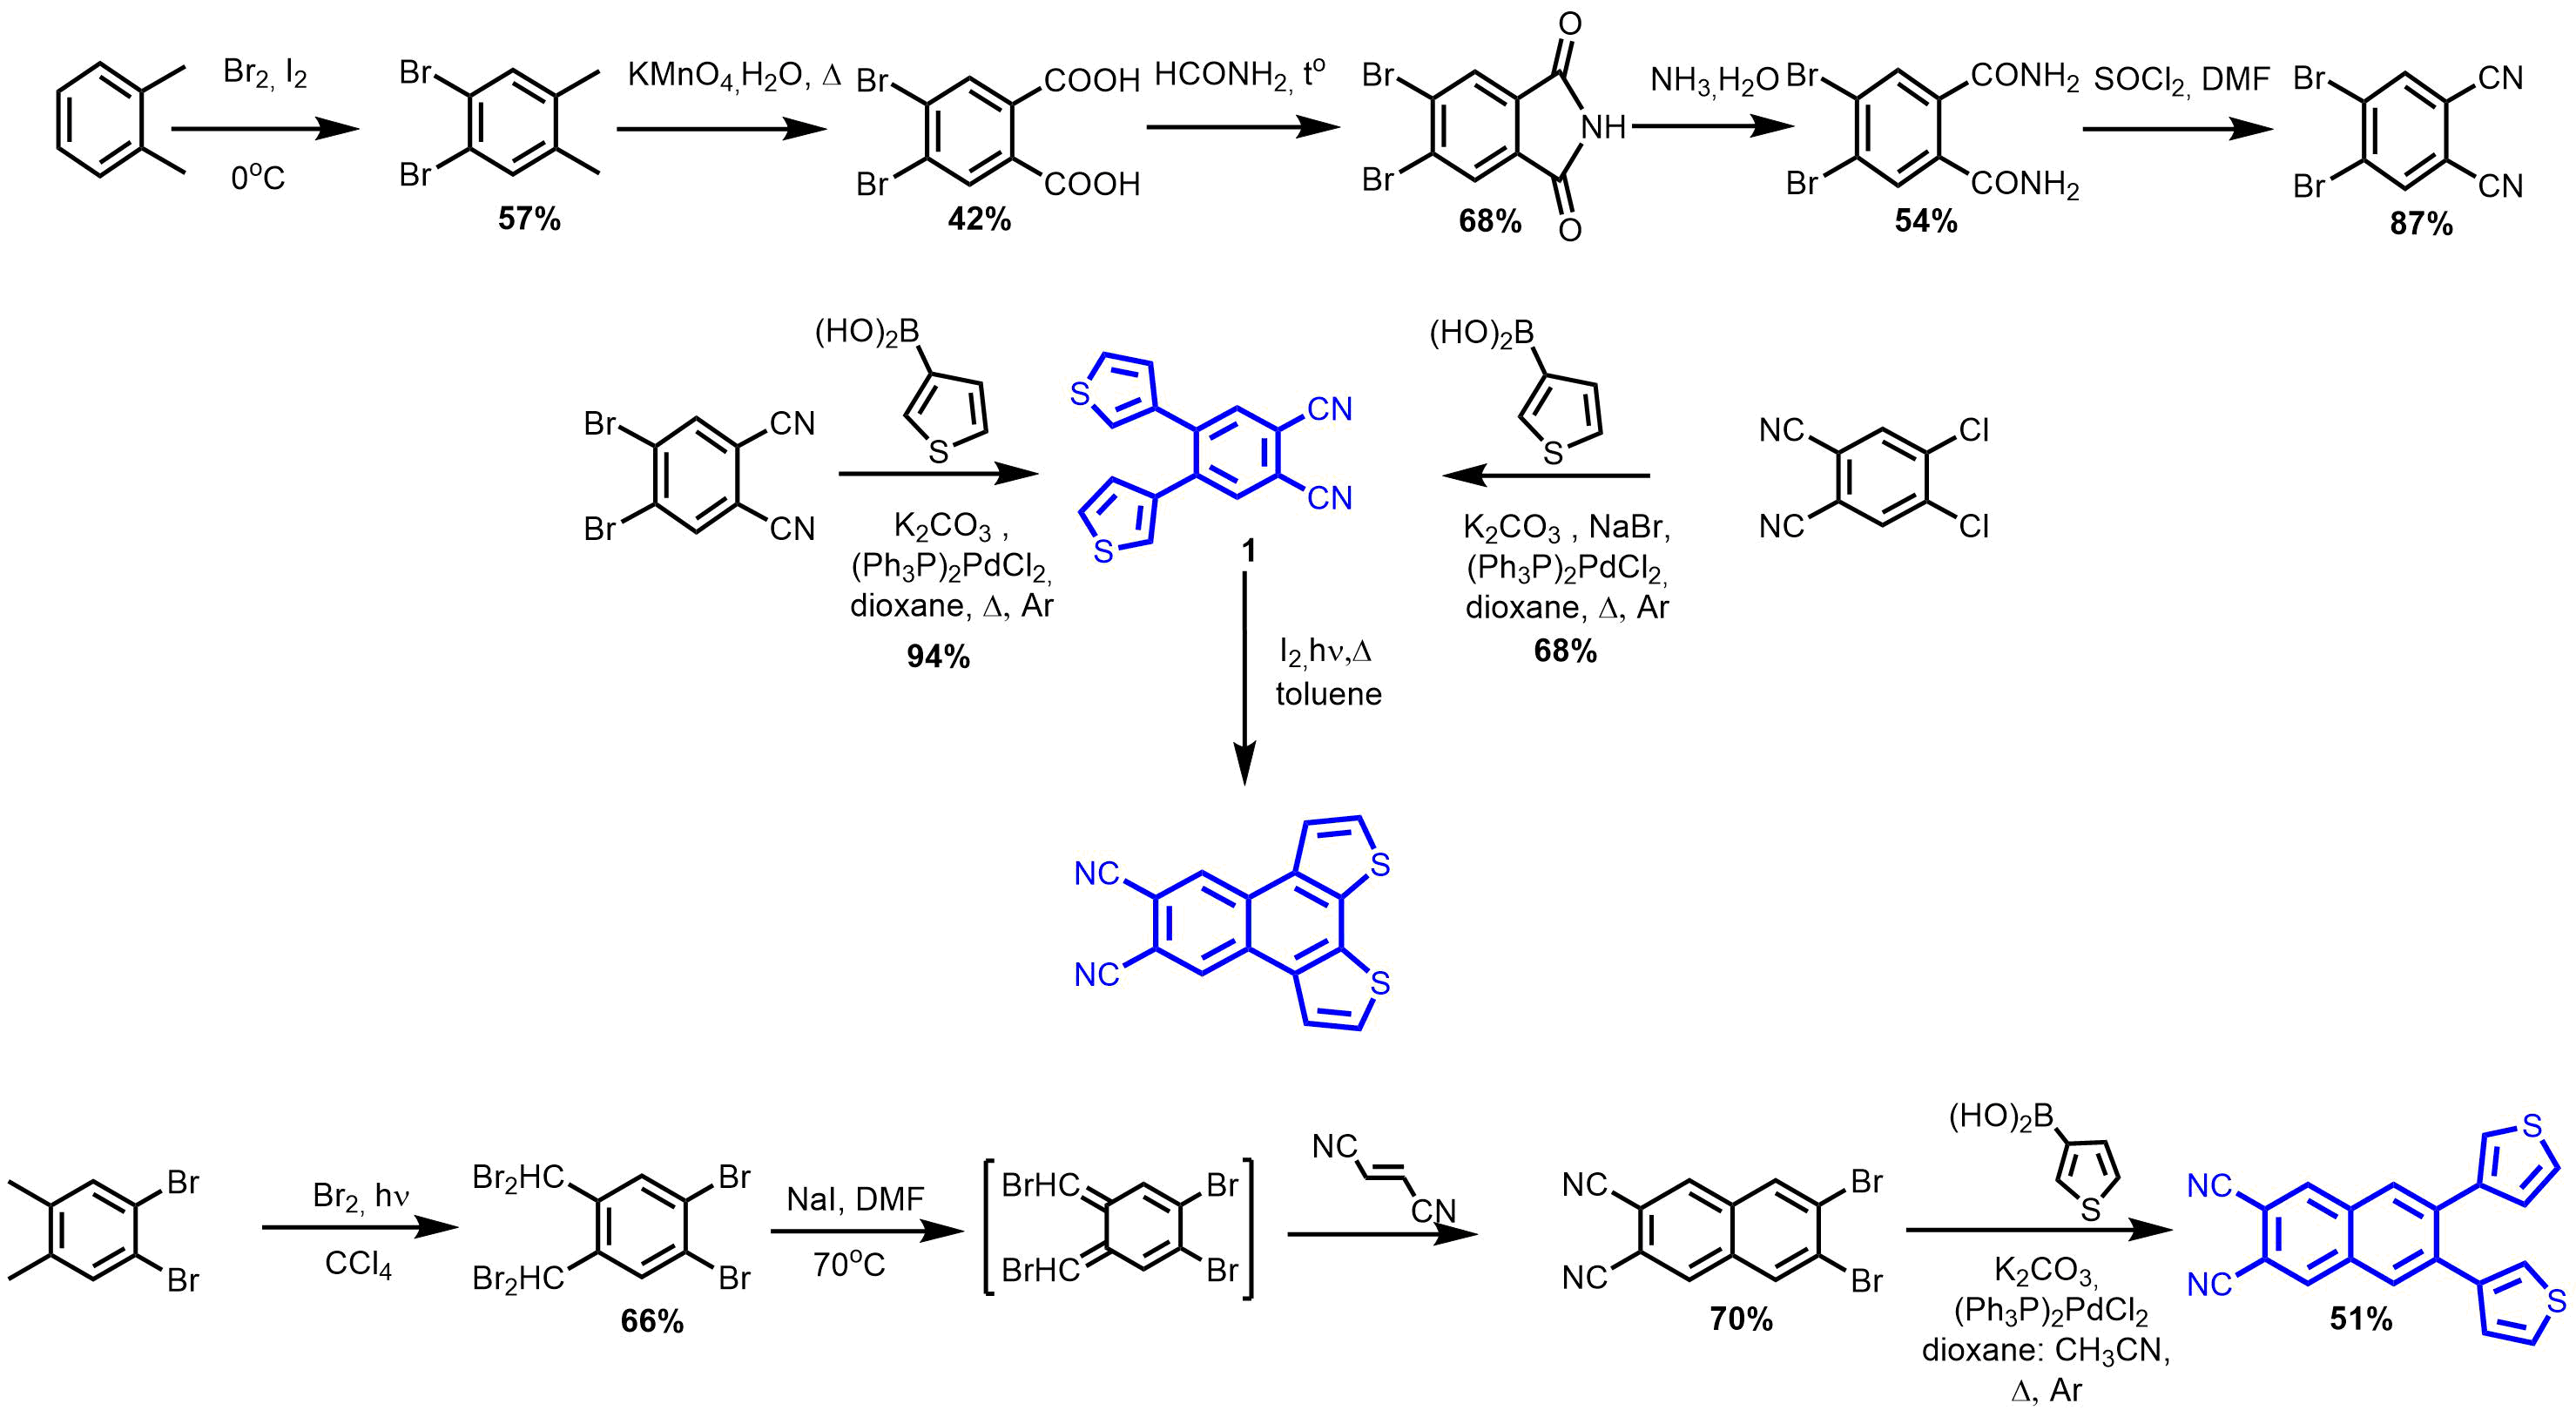 Br2, I2
0oC
Br
Br
57%
KMnO4,H2O, Δ
Br
Br
COOH
COOH
42%
HCONH2, to
Br
Br
O
NH
O
68%
NH3,H2O
Br
Br
CONH2
CONH2
54%
SOCl2, DMF
Br
Br
CN
CN
87%
Br
Br
CN
CN
(HO)2B
S
K2CO3 ,
(Ph3P)2PdCl2,
dioxane, Δ, Ar
94%
S
S
CN
CN
1
(HO)2B
S
K2CO3 , NaBr,
(Ph3P)2PdCl2,
dioxane, Δ, Ar
68%
NC
NC
Cl
Cl
I2,hν,Δ
toluene
NC
NC
S
S
Br
Br
Br2, hν
CCl4
Br2HC
Br2HC
Br
Br
66%
NaI, DMF
70oC
BrHC
BrHC
Br
Br
NC
CN
NC
NC
Br
Br
70%
(HO)2B
S
K2CO3,
(Ph3P)2PdCl2
dioxane: CH3CN,
Δ, Ar
NC
NC
S
S
51%